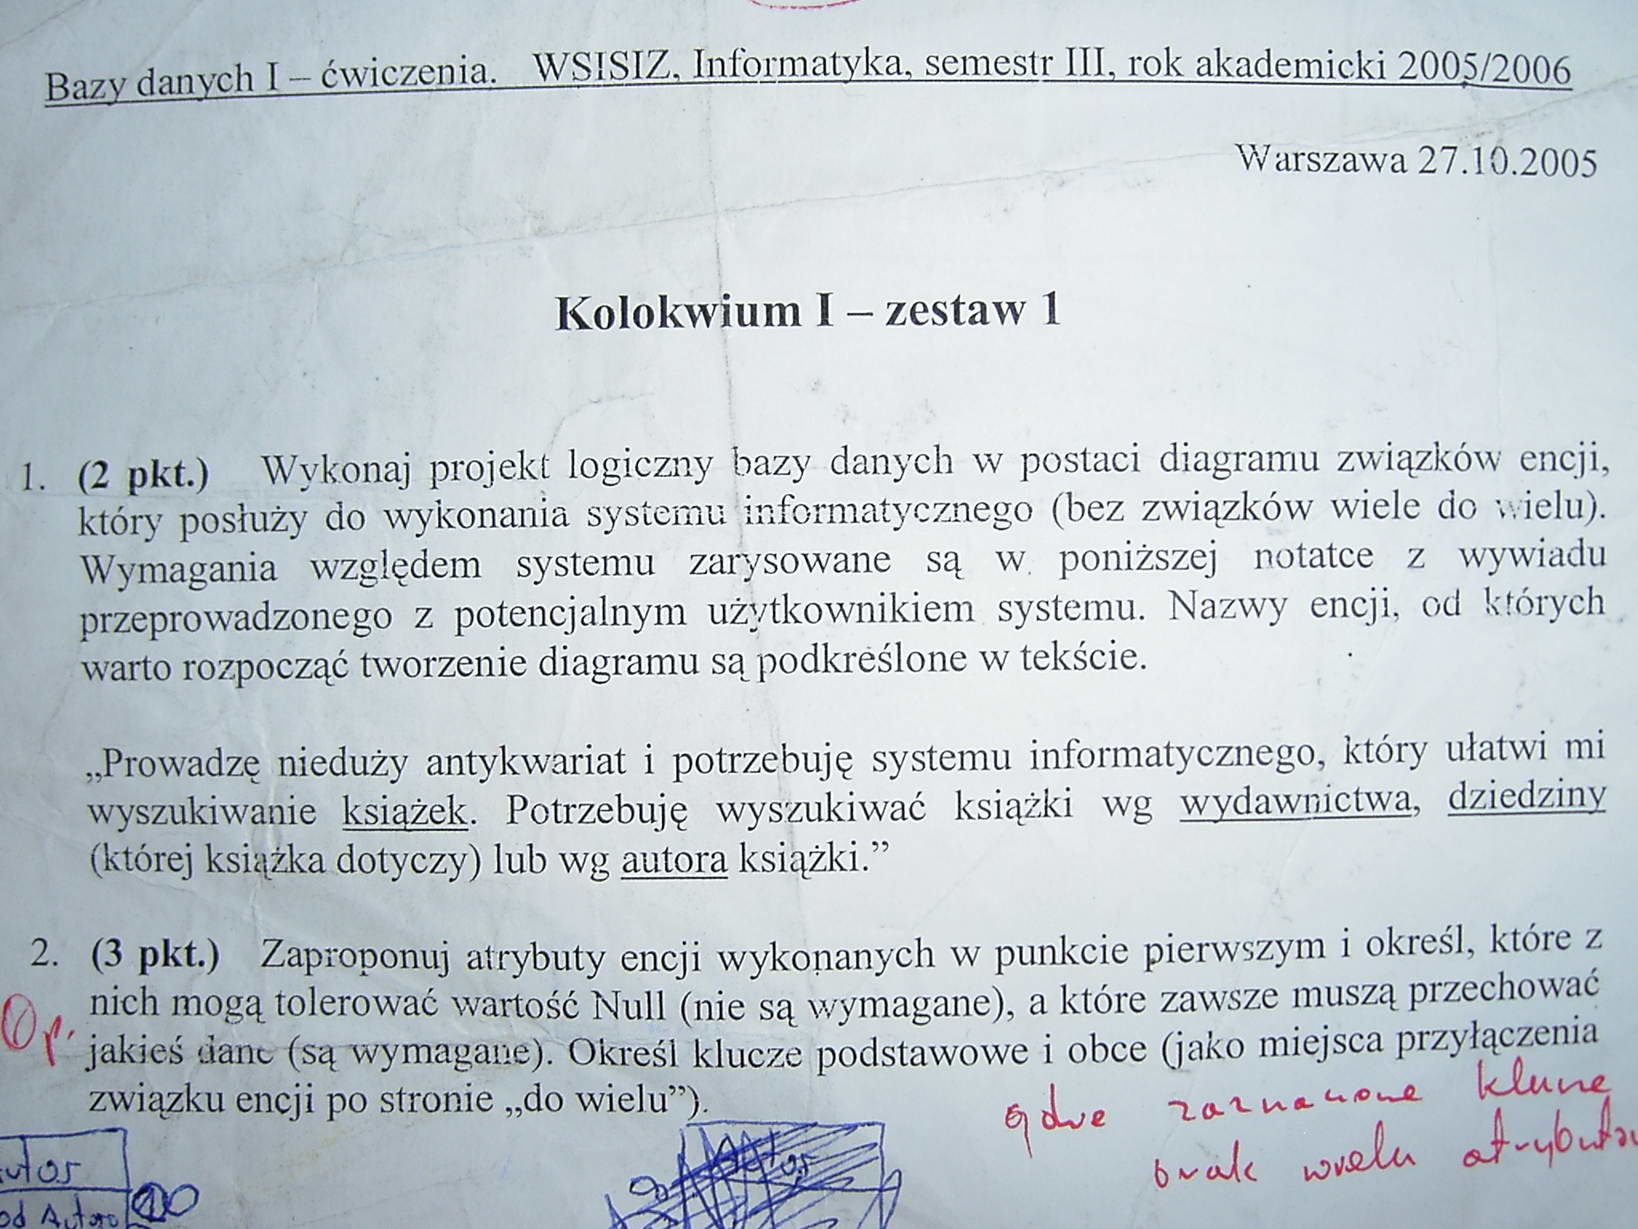 Bazy danych I – ćwiczenia. WSISIZ, Informatyka, semestr III, rok akademicki 2005/2006
Warszawa 27.10.2005
Kolokwium I – zestaw 1
1. (2 pkt.) Wykonaj projekt logiczny bazy danych w postaci diagramu związków encji,
który posłuży do wykonania systemu informatycznego (bez związków wiele do wielu).
Wymagania względem systemu zarysowane są w poniższej notatce z wywiadu
przeprowadzonego z potencjalnym użytkownikiem systemu. Nazwy encji, od których
warto rozpocząć tworzenie diagramu są podkreślone w tekście.
„Prowadzę nieduży antykwariat i potrzebuję systemu informatycznego, który ułatwi mi
wyszukiwanie książek. Potrzebuję wyszukiwać książki wg wydawnictwa, dziedziny
(której książka dotyczy) lub wg autora książki.”
2. (3 pkt.) Zaproponuj atrybuty encji wykonanych w punkcie pierwszym i określ, które z
nich mogą tolerować wartość Null (nie są wymagane), a które zawsze muszą przechować
0p. jakieś dane (są wymagane). Określ klucze podstawowe i obce (jako miejsca przyłączenia
związku encji po stronie „do wielu”).
gdzie zaznaczone klucze
brak wielu atrybutów